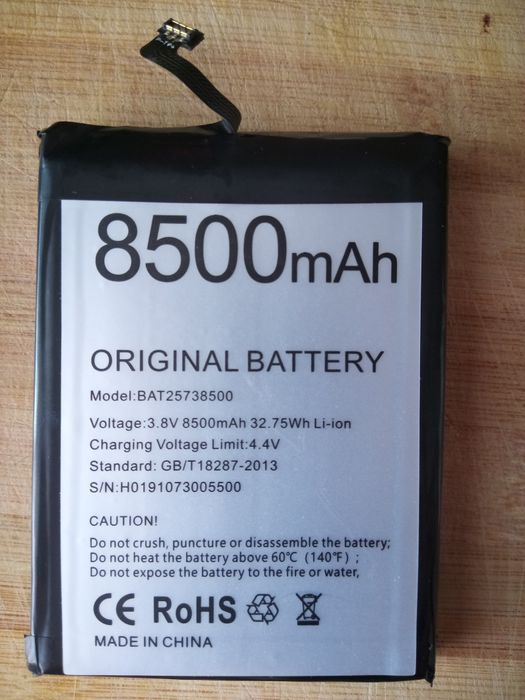 8500mAh
ORIGINAL BATTERY
Model:BAT25738500
Voltage:3.8V 8500mAh 32.75Wh Li-ion
Charging Voltage Limit:4.4V
Standard: GB/T18287-2013
S/N:H0191073005500
CAUTION!
Do not crush, puncture or disassemble the battery;
Do not heat the battery above 60℃ (140℉) ;
Do not expose the battery to the fire or water,
CE RoHS
MADE IN CHINA